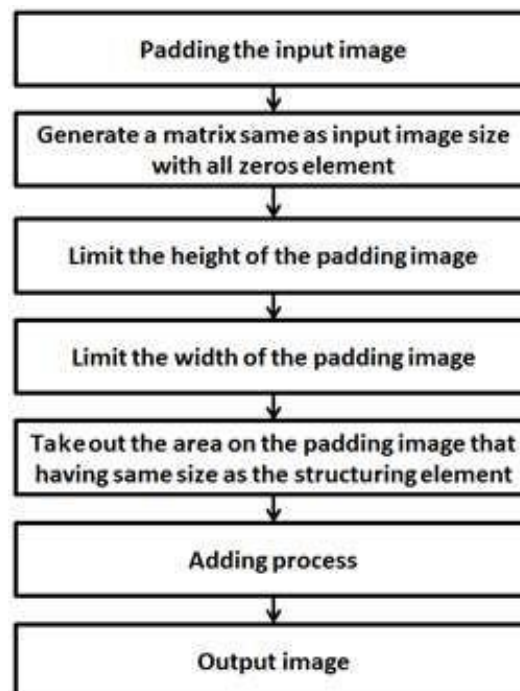 Padding the input image
Generate a matrix same as input image size
with all zeros element
Limit the height of the padding image
Limit the width of the padding image
Take out the area on the padding image that
having same size as the structuring element
Adding process
Output image